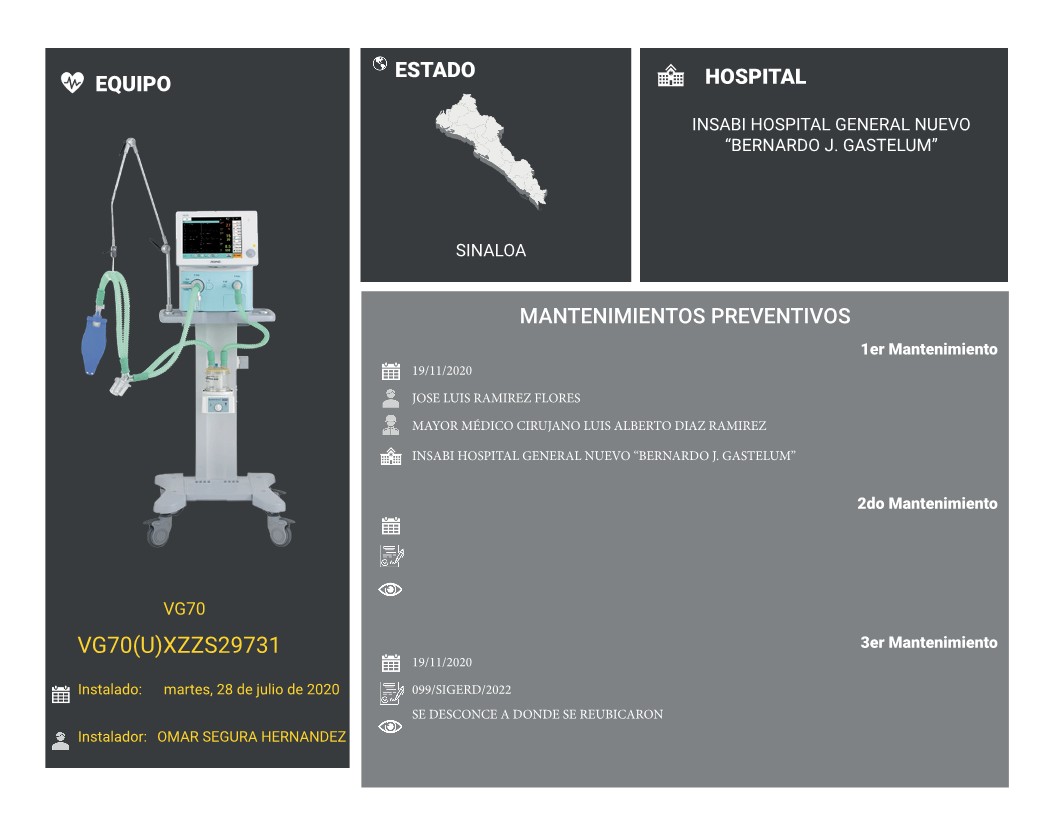 EQUIPO
VG70
VG70(U)XZZS29731
Instalado: martes, 28 de julio de 2020
Instalador: OMAR SEGURA HERNANDEZ
ESTADO
SINALOA
HOSPITAL
INSABI HOSPITAL GENERAL NUEVO
“BERNARDO J. GASTELUM”
MANTENIMIENTOS PREVENTIVOS
1er Mantenimiento
19/11/2020
JOSE LUIS RAMIREZ FLORES
MAYOR MÉDICO CIRUJANO LUIS ALBERTO DIAZ RAMIREZ
INSABI HOSPITAL GENERAL NUEVO “BERNARDO J. GASTELUM”
2do Mantenimiento
3er Mantenimiento
19/11/2020
099/SIGERD/2022
SE DESCONCE A DONDE SE REUBICARON